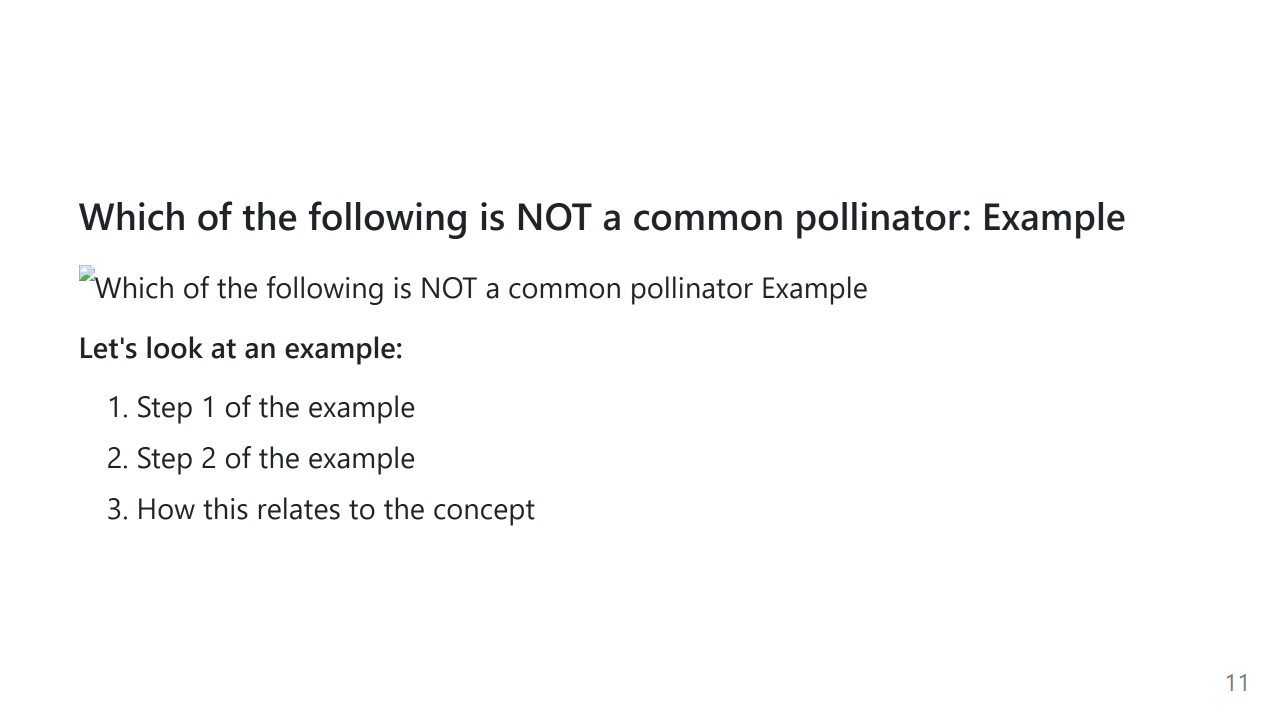 Which of the following is NOT a common pollinator: Example
Which of the following is NOT a common pollinator Example
Let's look at an example:
1. Step 1 of the example
2. Step 2 of the example
3. How this relates to the concept
11